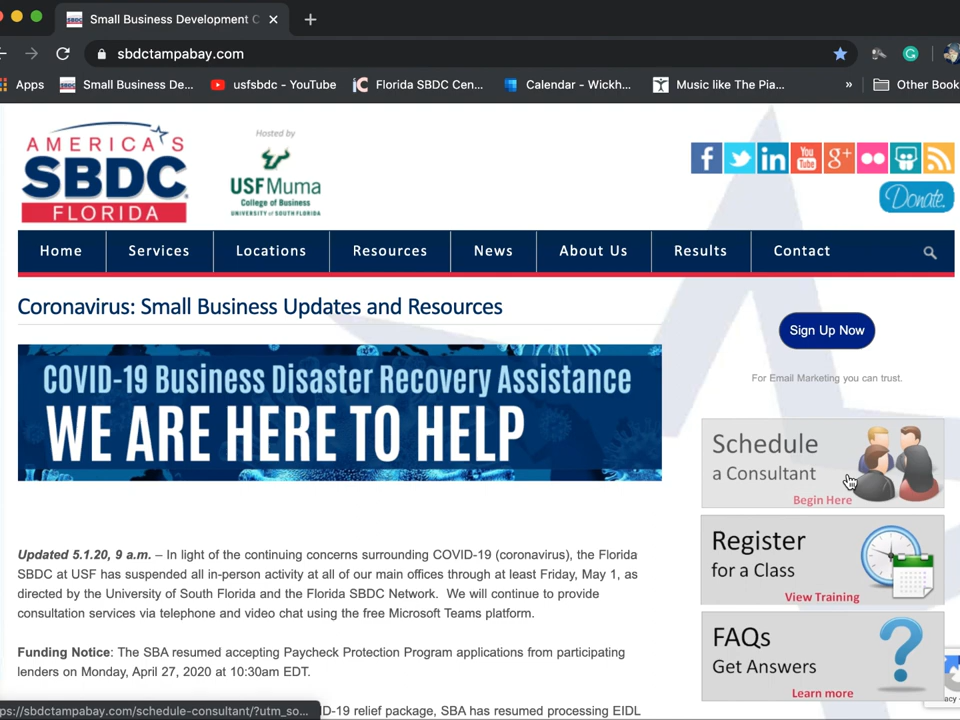 Small Business Development C
sbdctampabay.com
Apps
Small Business De...
usfsbdc - YouTube
Florida SBDC Cen...
Calendar - Wickh...
Music like The Pia...
»
Other Book
AMERICA'S
SBDC
FLORIDA
Hosted by
USFMuma
College of Business
UNIVERSITY of SOUTH FLORIDA
You
Tube
g+
Donate
Home
Services
Locations
Resources
News
About Us
Results
Contact
Coronavirus: Small Business Updates and Resources
COVID-19 Business Disaster Recovery Assistance
WE ARE HERE TO HELP
Sign Up Now
For Email Marketing you can trust.
Schedule
a Consultant
Begin Here
Register
for a Class
View Training
FAQs
Get Answers
Learn more
Updated 5.1.20, 9 a.m. – In light of the continuing concerns surrounding COVID-19 (coronavirus), the Florida
SBDC at USF has suspended all in-person activity at all of our main offices through at least Friday, May 1, as
directed by the University of South Florida and the Florida SBDC Network. We will continue to provide
consultation services via telephone and video chat using the free Microsoft Teams platform.
Funding Notice: The SBA resumed accepting Paycheck Protection Program applications from participating
lenders on Monday, April 27, 2020 at 10:30am EDT.
ps://sbdctampabay.com/schedule-consultant/?utm_so...
ID-19 relief package, SBA has resumed processing EIDL